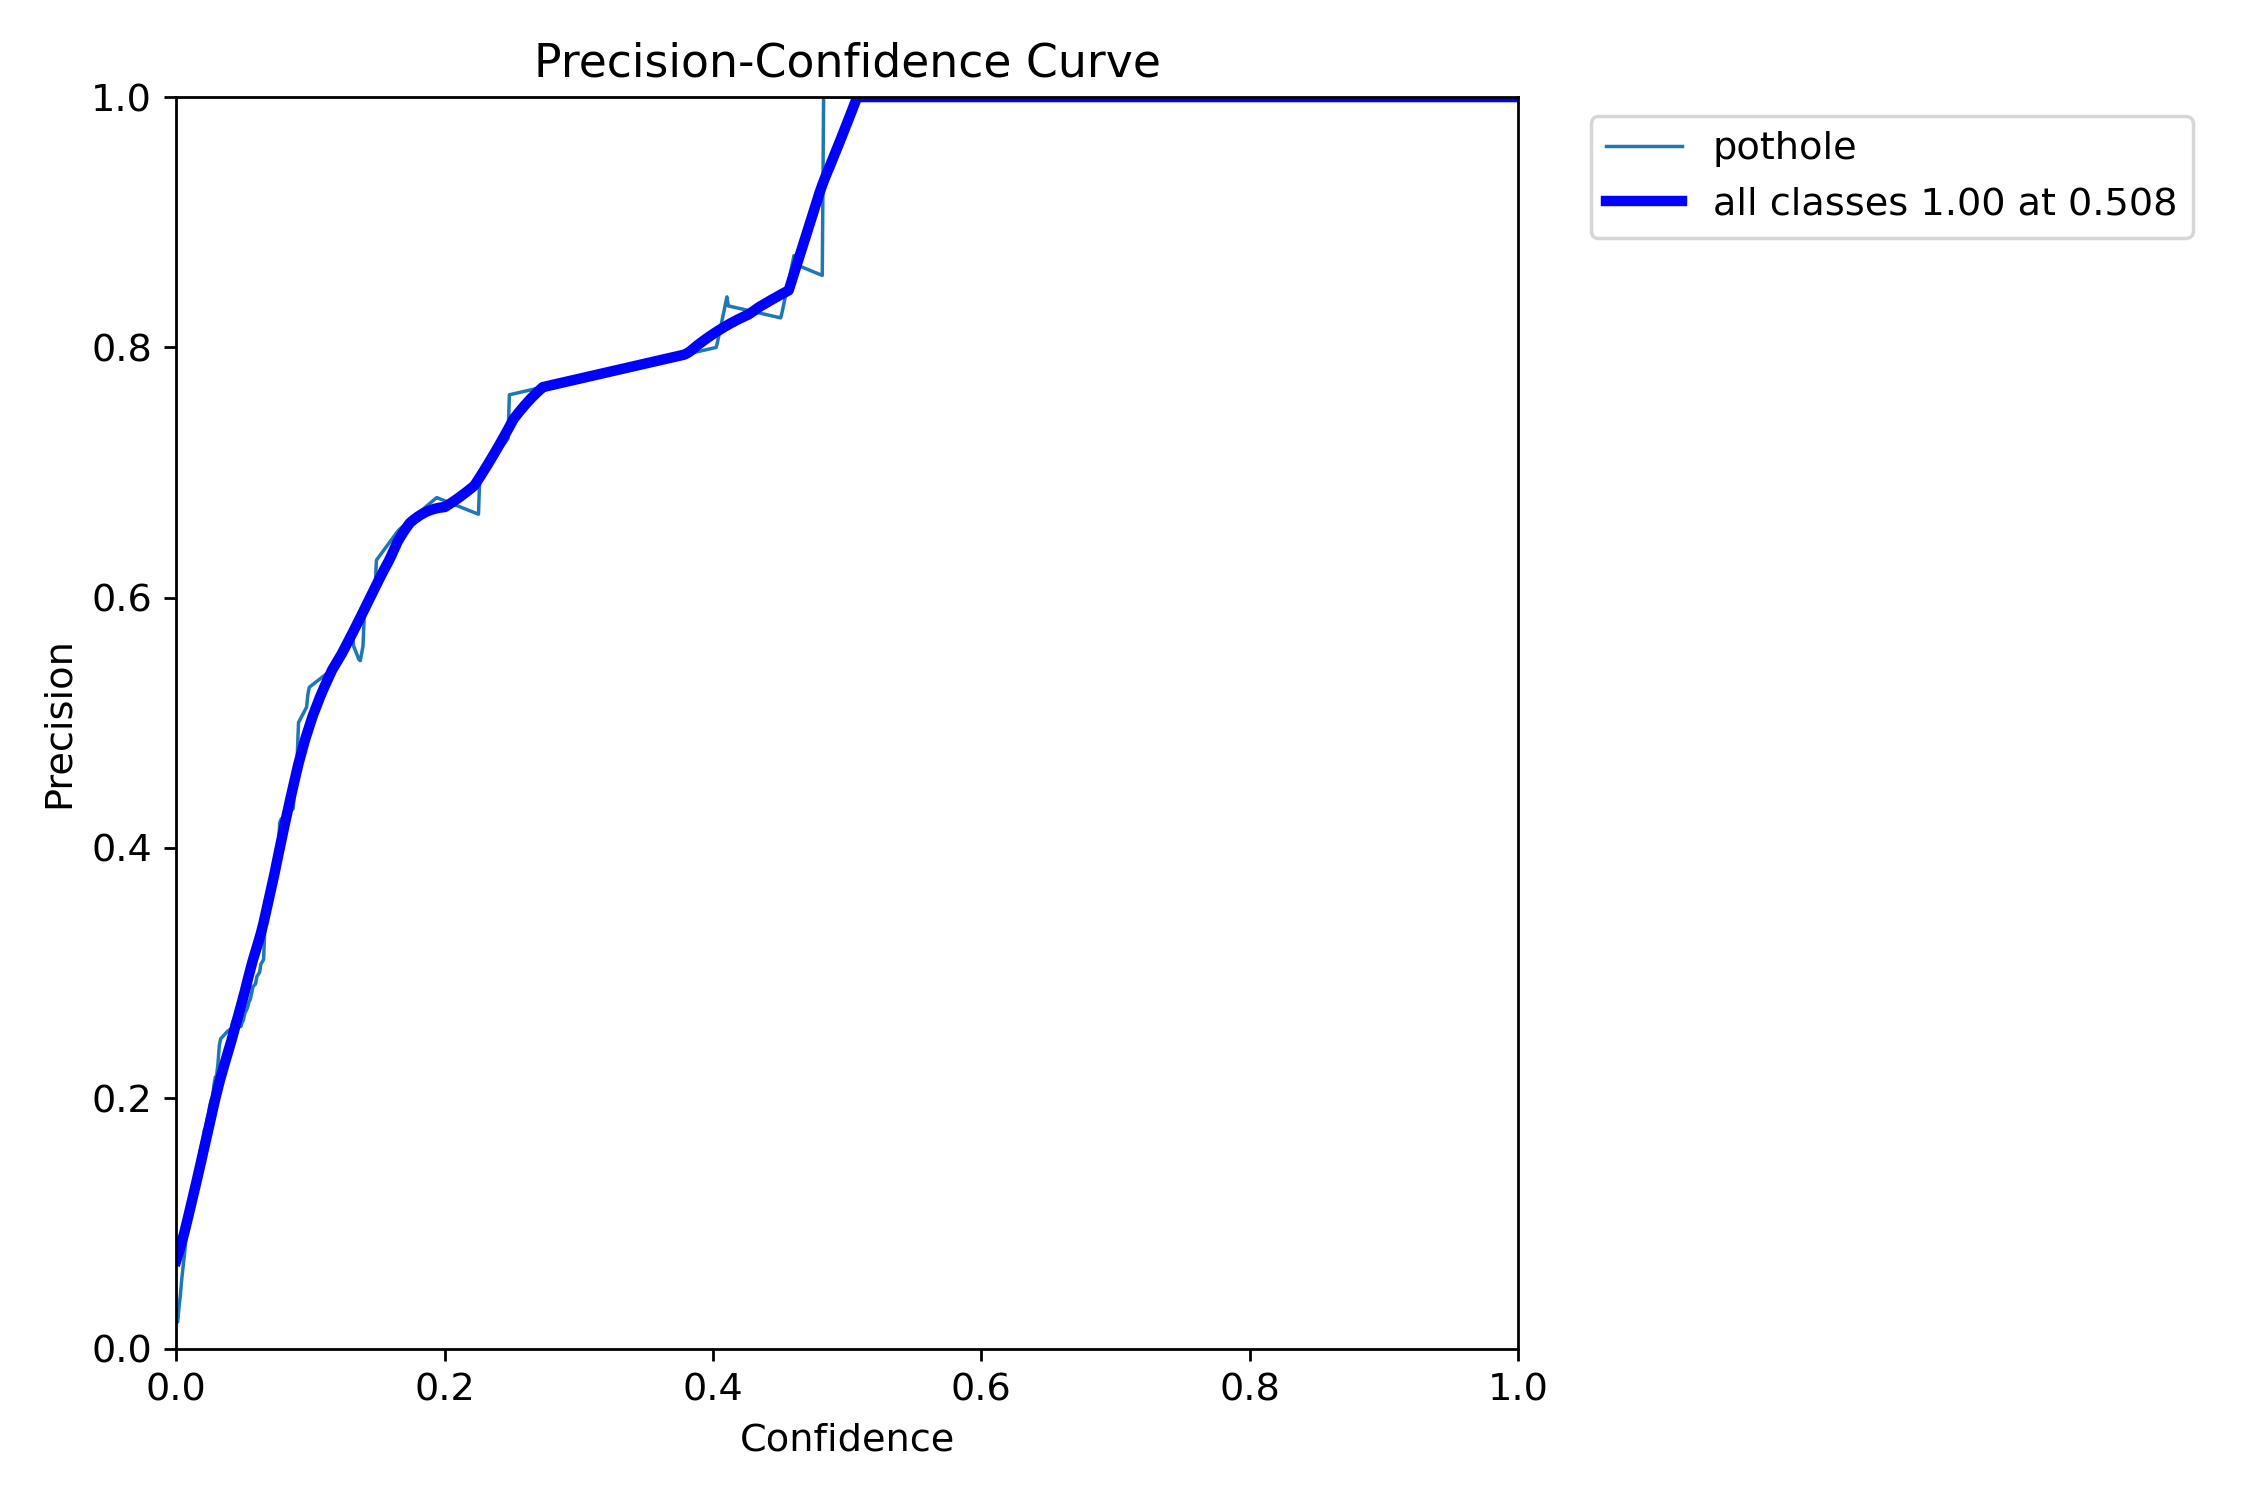 Precision-Confidence Curve
1.0
0.8
0.6
0.4
0.2
0.0
Precision
0.0 0.2 0.4 0.6 0.8 1.0
Confidence
pothole
all classes 1.00 at 0.508